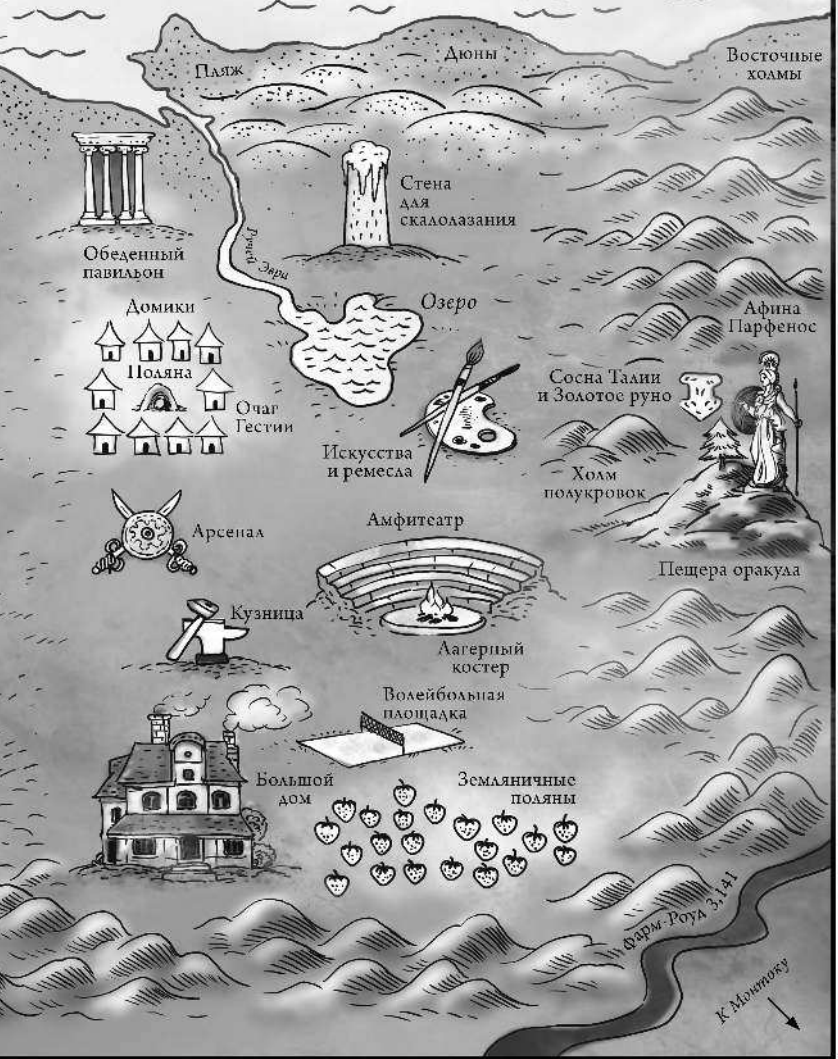 Пляж
Дюны
Восточные
холмы
Стена
для
скалолазания
Обеденный
павильон
Ручей Эври
Домики
Озеро
Афина
Парфенос
Поляна
Сосна Талии
и Золотое руно
Очаг
Гестии
Искусства
и ремесла
Холм
полукровок
Арсенал
Амфитеатр
Пещера оракула
Кузница
Лагерный
костер
Волейбольная
площадка
Большой
дом
Земляничные
поляны
Фарм-Роуд 3,141
К Монтоку